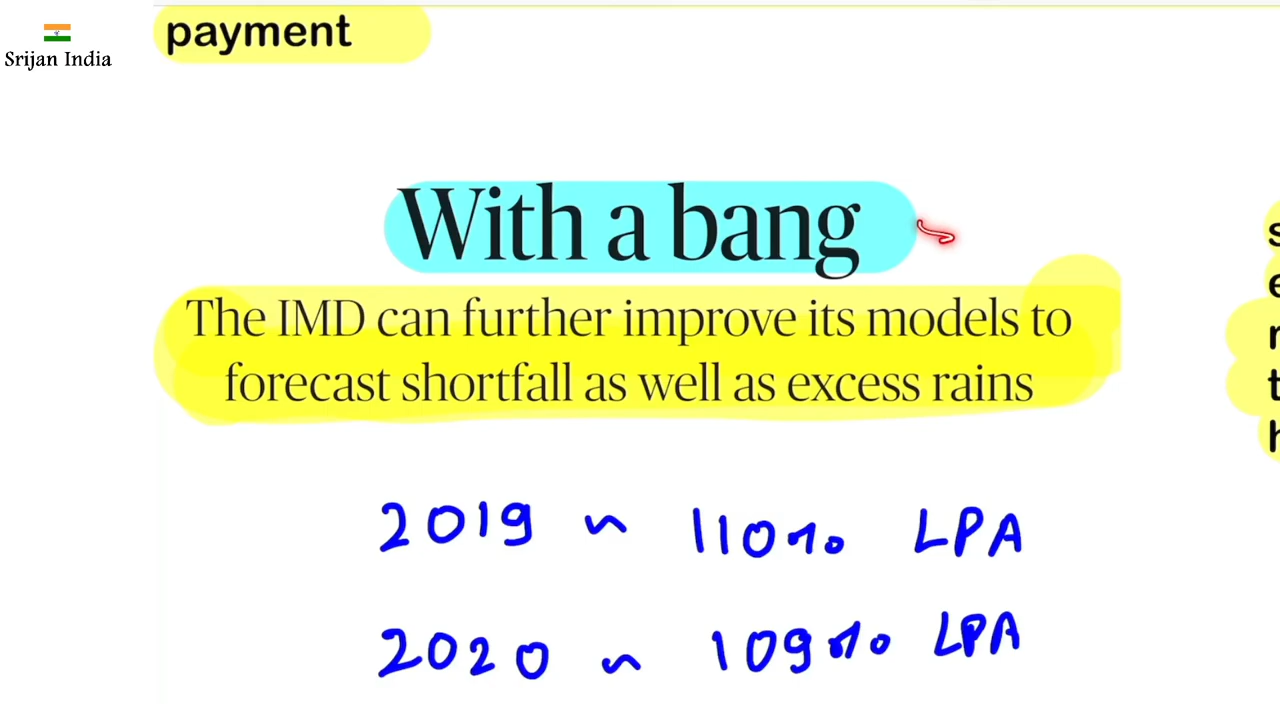 payment
Srijan India
With a bang
The IMD can further improve its models to
forecast shortfall as well as excess rains
2019 ~ 110% LPA
2020 ~ 109% LPA